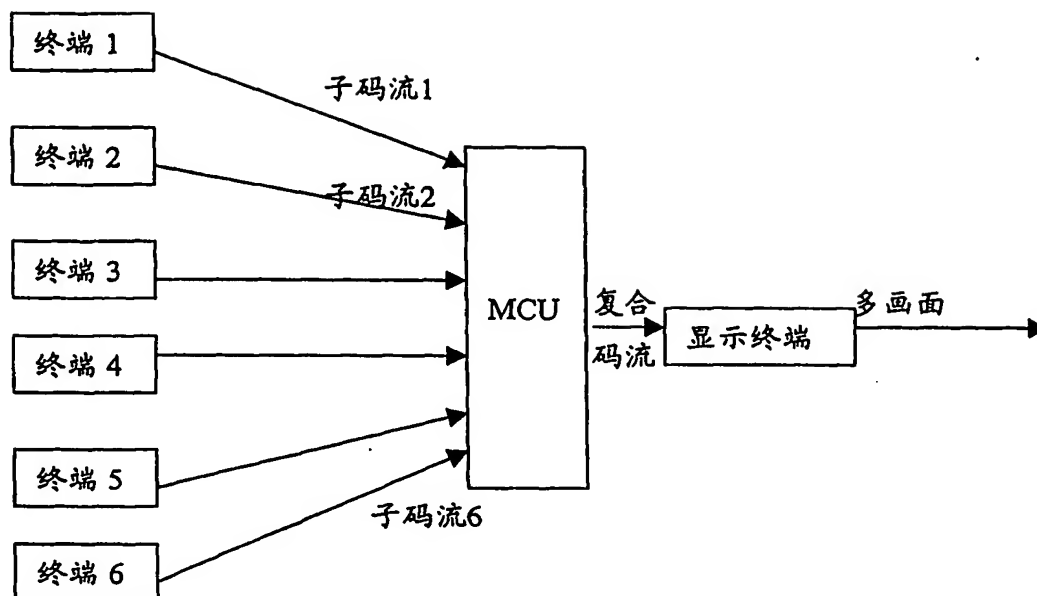 终端 1
子码流1
终端 2
子码流2
终端 3
MCU
复合
码流
显示终端
多画面
终端 4
终端 5
子码流6
终端 6